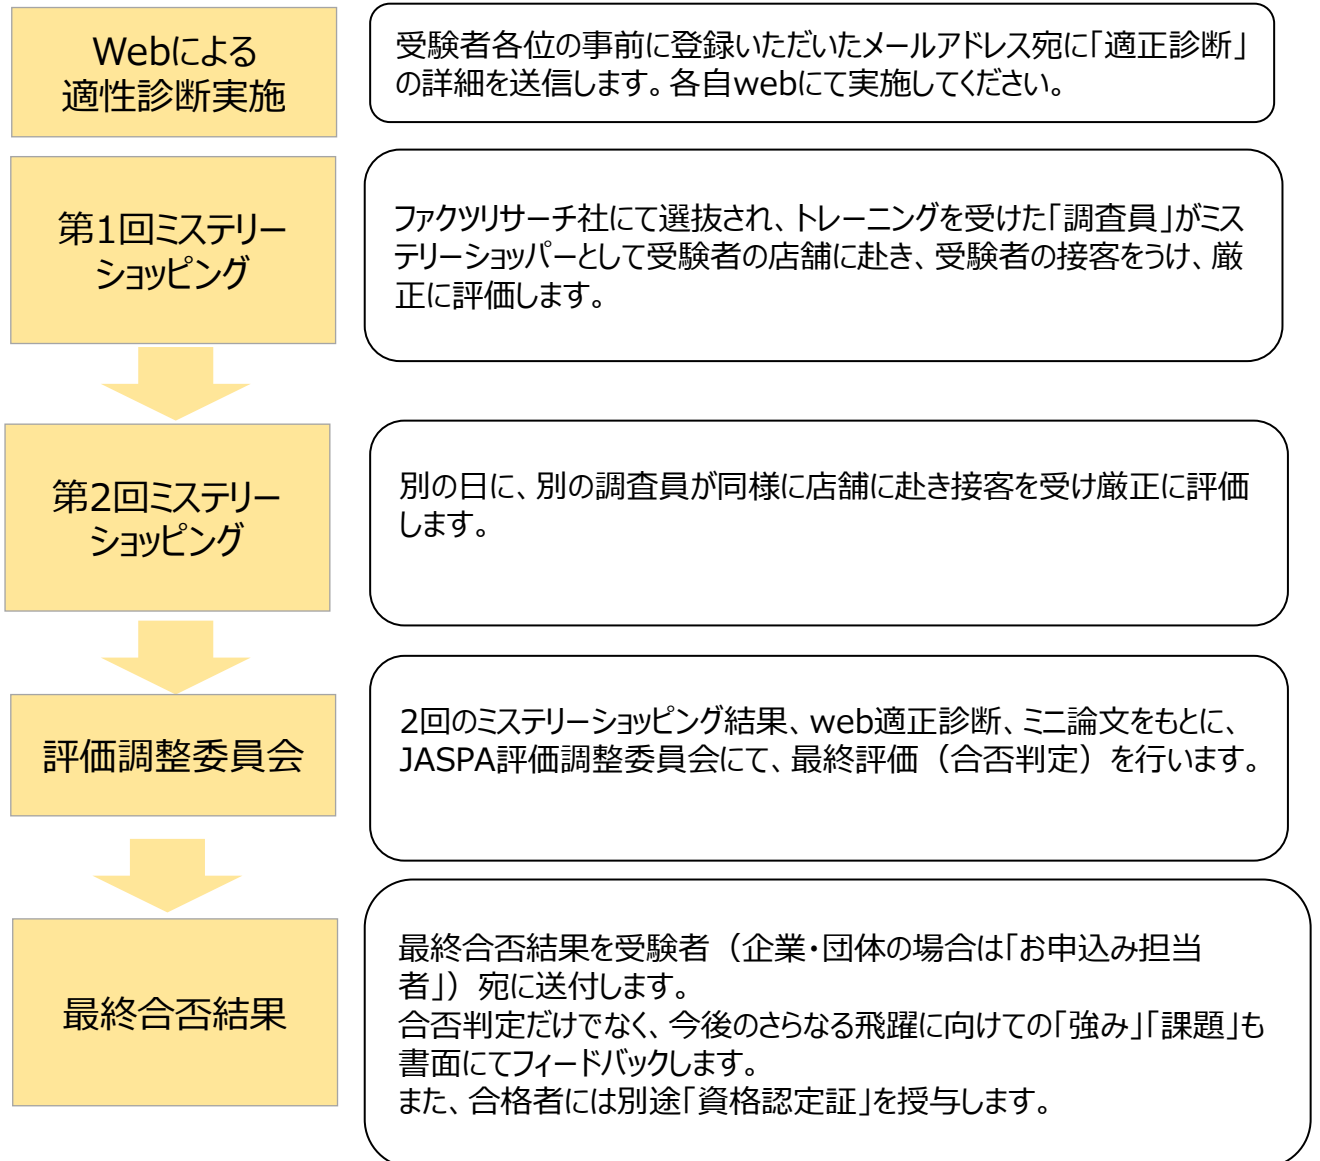 Webによる
適性診断実施
受験者各位の事前に登録いただいたメールアドレス宛に「適正診断」
の詳細を送信します。各自webにて実施してください。
第1回ミステリー
ショッピング
ファクツリサーチ社にて選抜され、トレーニングを受けた「調査員」がミス
テリーショッパーとして受験者の店舗に赴き、受験者の接客をうけ、厳
正に評価します。
第2回ミステリー
ショッピング
別の日に、別の調査員が同様に店舗に赴き接客を受け厳正に評価
します。
評価調整委員会
2回のミステリーショッピング結果、web適正診断、ミニ論文をもとに、
JASPA評価調整委員会にて、最終評価（合否判定）を行います。
最終合否結果
最終合否結果を受験者（企業・団体の場合は「お申込み担当
者」）宛に送付します。
合否判定だけでなく、今後のさらなる飛躍に向けての「強み」「課題」も
書面にてフィードバックします。
また、合格者には別途「資格認定証」を授与します。